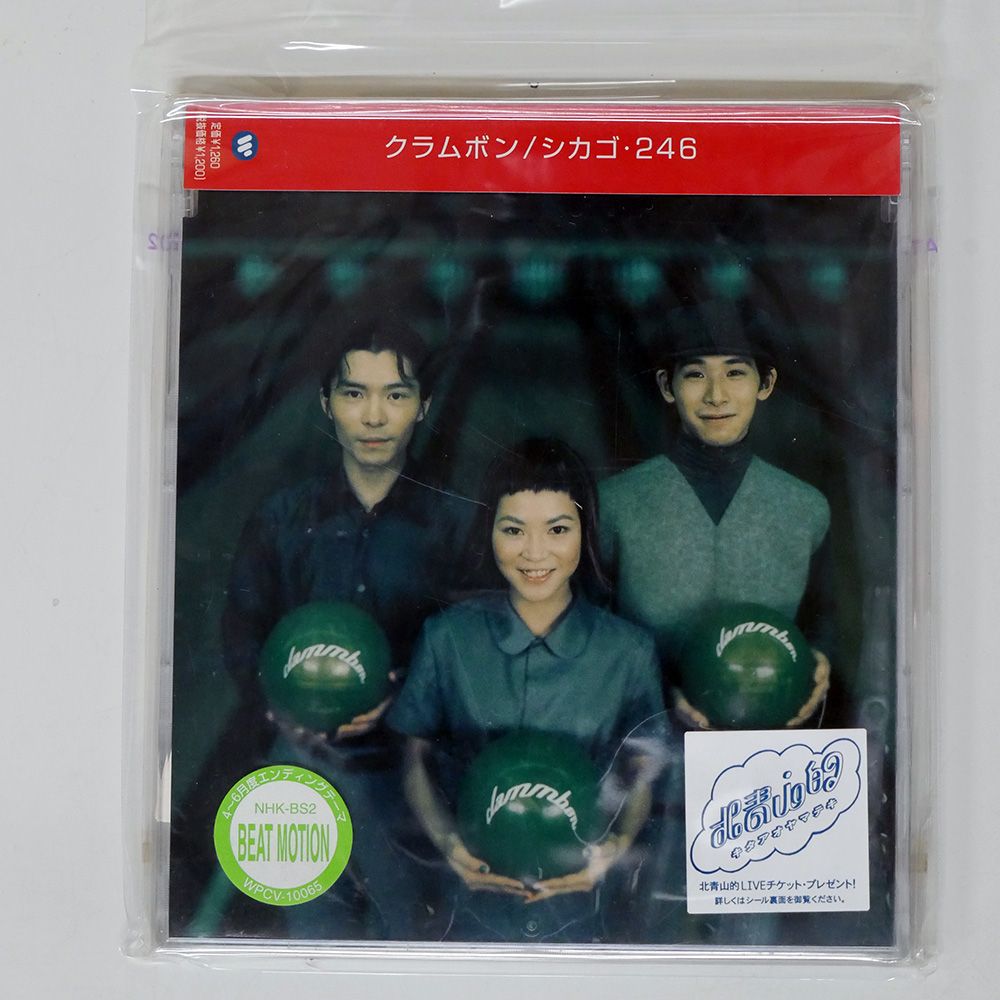 クラムボン/シカゴ・246
定価¥1,260
税抜価格¥1,200)
clammbon
clammbon
clammbon
4〜6月度エンディングテーマ
NHK-BS2
BEAT MOTION
WPCV-10065
北青山的
キタアオヤマテキ
北青山的LIVEチケット・プレゼント!
詳しくはシール裏面を御覧ください。